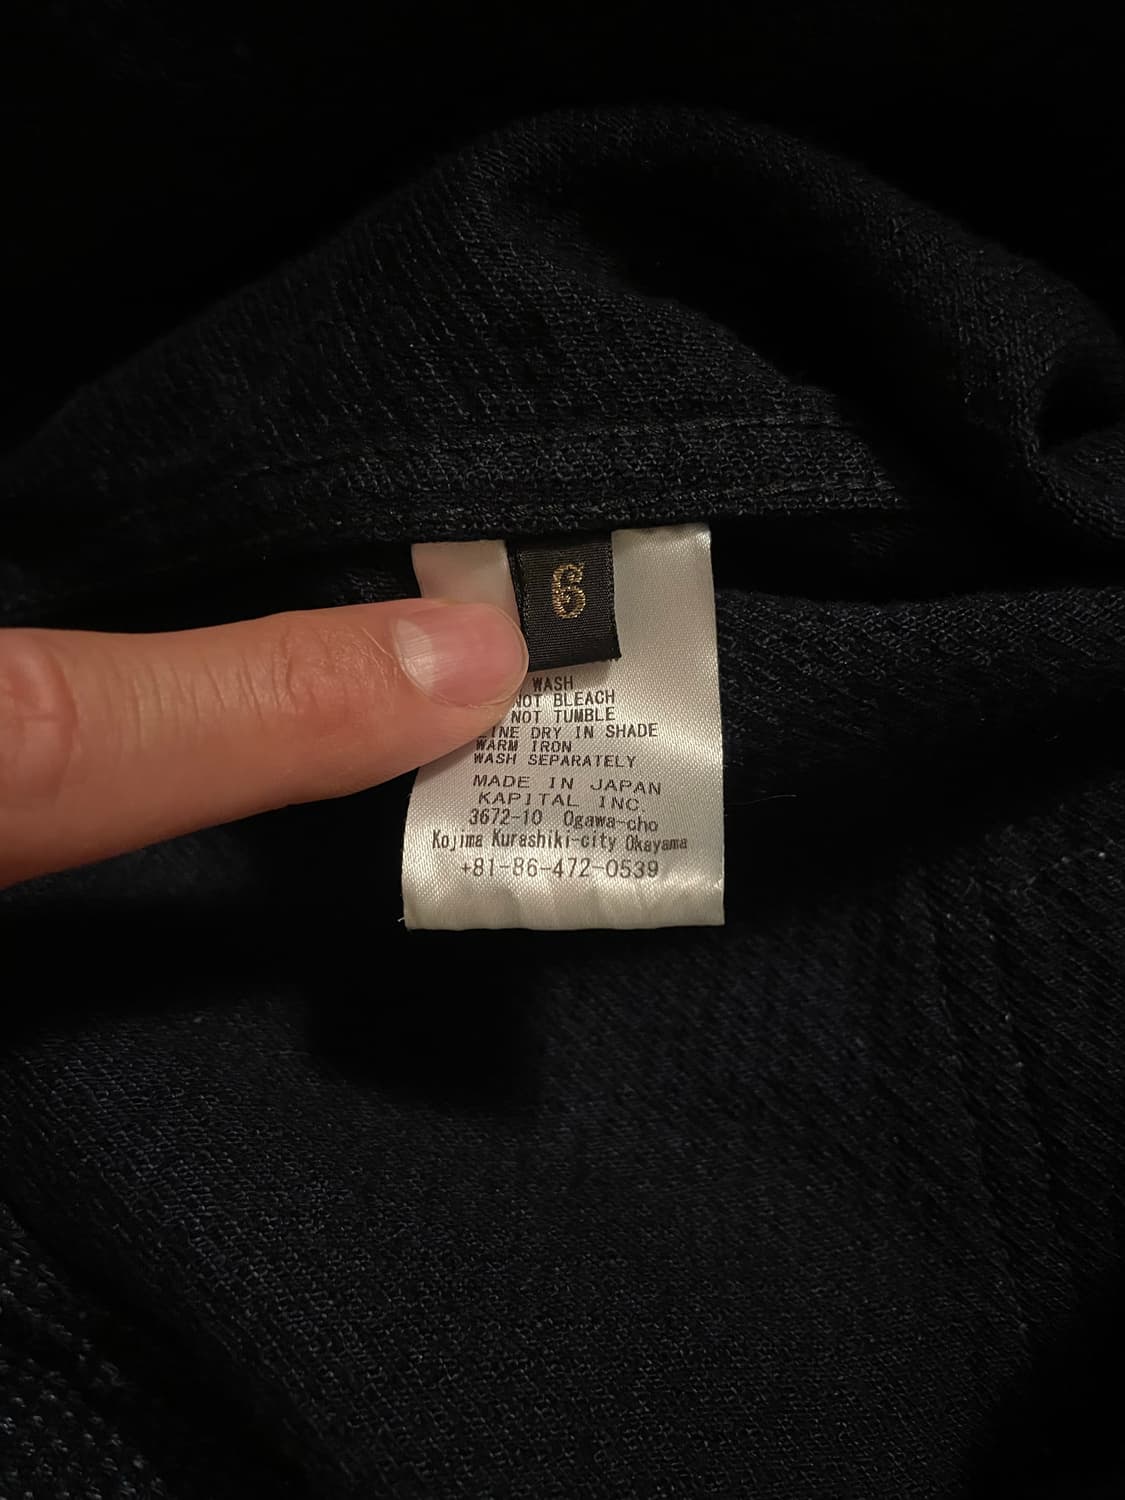 6
WASH
NOT BLEACH
NOT TUMBLE
LINE DRY IN SHADE
WARM IRON
WASH SEPARATELY
MADE IN JAPAN
KAPITAL INC.
3672-10 Ogawa-cho
Kojima Kurashiki-city Okayama
+81-86-472-0539